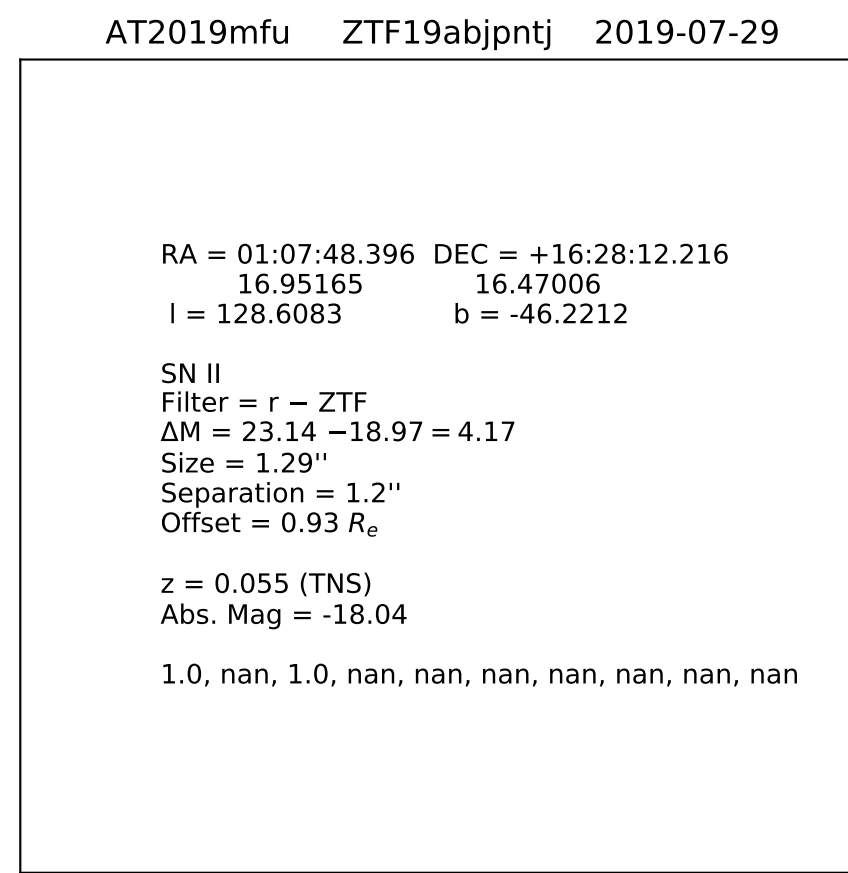 AT2019mfu ZTF19abjpntj 2019-07-29
RA = 01:07:48.396 DEC = +16:28:12.216
16.95165 16.47006
l = 128.6083 b = -46.2212
SN II
Filter = r − ZTF
ΔM = 23.14 −18.97 = 4.17
Size = 1.29''
Separation = 1.2''
Offset = 0.93 Re
z = 0.055 (TNS)
Abs. Mag = -18.04
1.0, nan, 1.0, nan, nan, nan, nan, nan, nan, nan